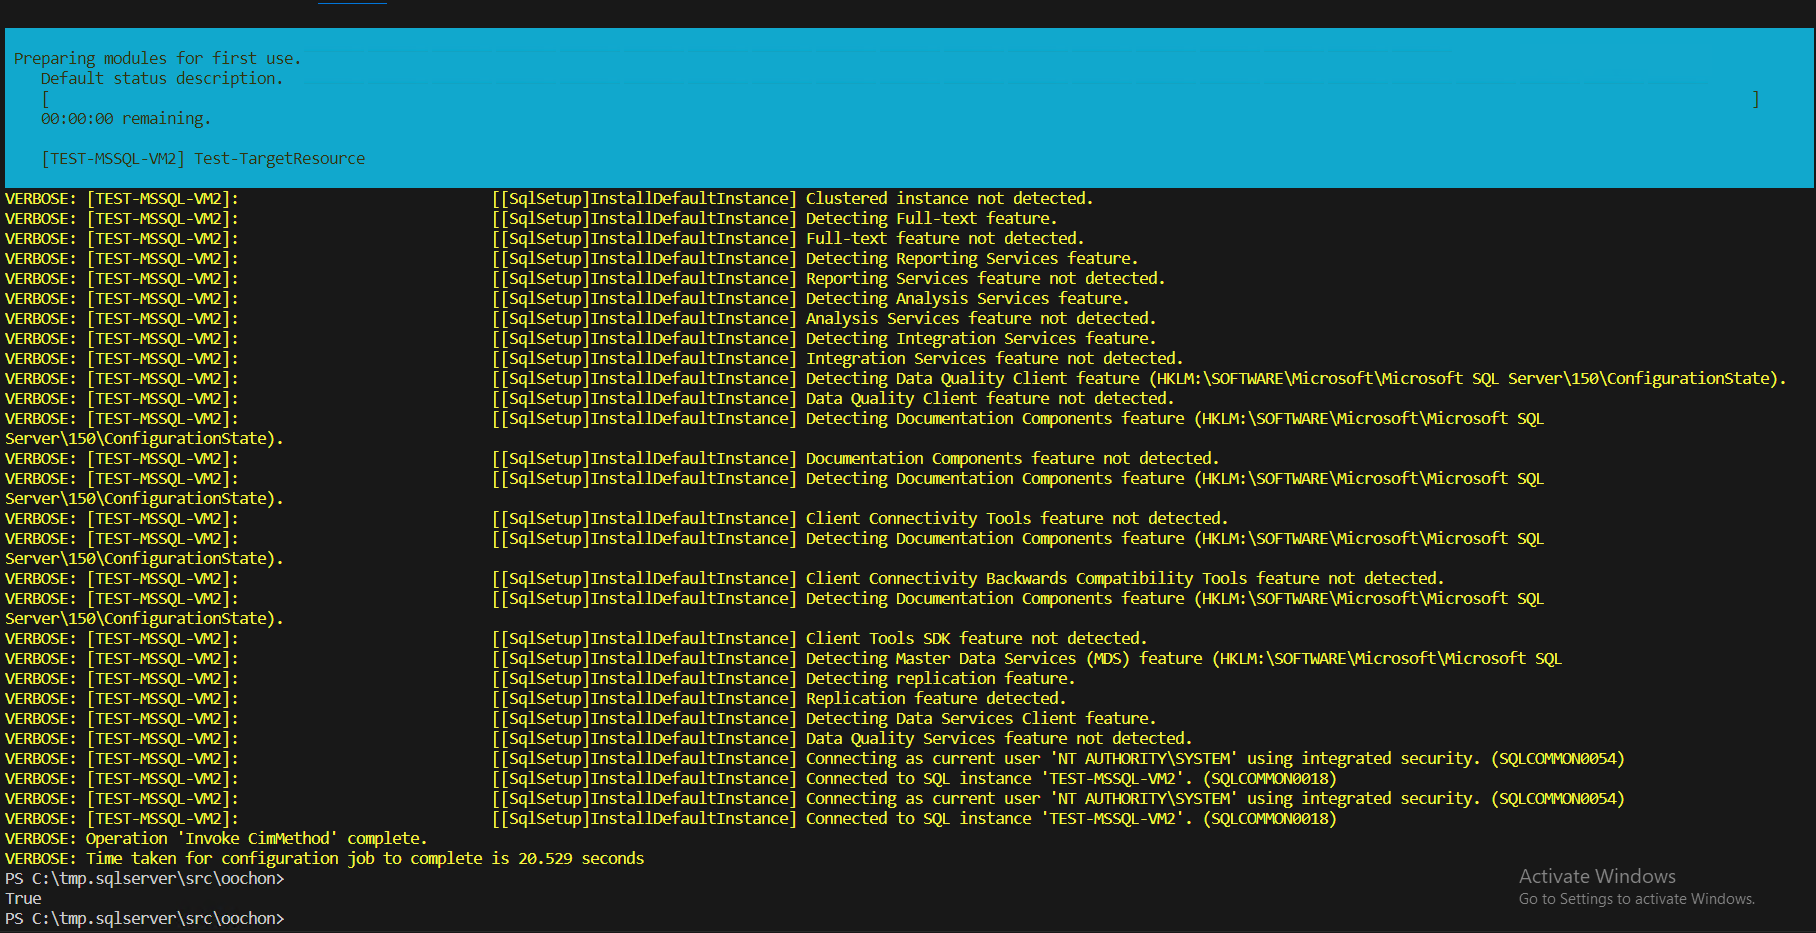 Preparing modules for first use.
Default status description.
[ ]
00:00:00 remaining.
[TEST-MSSQL-VM2] Test-TargetResource
VERBOSE: [TEST-MSSQL-VM2]: [[SqlSetup]InstallDefaultInstance] Clustered instance not detected.
VERBOSE: [TEST-MSSQL-VM2]: [[SqlSetup]InstallDefaultInstance] Detecting Full-text feature.
VERBOSE: [TEST-MSSQL-VM2]: [[SqlSetup]InstallDefaultInstance] Full-text feature not detected.
VERBOSE: [TEST-MSSQL-VM2]: [[SqlSetup]InstallDefaultInstance] Detecting Reporting Services feature.
VERBOSE: [TEST-MSSQL-VM2]: [[SqlSetup]InstallDefaultInstance] Reporting Services feature not detected.
VERBOSE: [TEST-MSSQL-VM2]: [[SqlSetup]InstallDefaultInstance] Detecting Analysis Services feature.
VERBOSE: [TEST-MSSQL-VM2]: [[SqlSetup]InstallDefaultInstance] Analysis Services feature not detected.
VERBOSE: [TEST-MSSQL-VM2]: [[SqlSetup]InstallDefaultInstance] Detecting Integration Services feature.
VERBOSE: [TEST-MSSQL-VM2]: [[SqlSetup]InstallDefaultInstance] Integration Services feature not detected.
VERBOSE: [TEST-MSSQL-VM2]: [[SqlSetup]InstallDefaultInstance] Detecting Data Quality Client feature (HKLM:\SOFTWARE\Microsoft\Microsoft SQL Server\150\ConfigurationState).
VERBOSE: [TEST-MSSQL-VM2]: [[SqlSetup]InstallDefaultInstance] Data Quality Client feature not detected.
VERBOSE: [TEST-MSSQL-VM2]: [[SqlSetup]InstallDefaultInstance] Detecting Documentation Components feature (HKLM:\SOFTWARE\Microsoft\Microsoft SQL
Server\150\ConfigurationState).
VERBOSE: [TEST-MSSQL-VM2]: [[SqlSetup]InstallDefaultInstance] Documentation Components feature not detected.
VERBOSE: [TEST-MSSQL-VM2]: [[SqlSetup]InstallDefaultInstance] Detecting Documentation Components feature (HKLM:\SOFTWARE\Microsoft\Microsoft SQL
Server\150\ConfigurationState).
VERBOSE: [TEST-MSSQL-VM2]: [[SqlSetup]InstallDefaultInstance] Client Connectivity Tools feature not detected.
VERBOSE: [TEST-MSSQL-VM2]: [[SqlSetup]InstallDefaultInstance] Detecting Documentation Components feature (HKLM:\SOFTWARE\Microsoft\Microsoft SQL
Server\150\ConfigurationState).
VERBOSE: [TEST-MSSQL-VM2]: [[SqlSetup]InstallDefaultInstance] Client Connectivity Backwards Compatibility Tools feature not detected.
VERBOSE: [TEST-MSSQL-VM2]: [[SqlSetup]InstallDefaultInstance] Detecting Documentation Components feature (HKLM:\SOFTWARE\Microsoft\Microsoft SQL
Server\150\ConfigurationState).
VERBOSE: [TEST-MSSQL-VM2]: [[SqlSetup]InstallDefaultInstance] Client Tools SDK feature not detected.
VERBOSE: [TEST-MSSQL-VM2]: [[SqlSetup]InstallDefaultInstance] Detecting Master Data Services (MDS) feature (HKLM:\SOFTWARE\Microsoft\Microsoft SQL
VERBOSE: [TEST-MSSQL-VM2]: [[SqlSetup]InstallDefaultInstance] Detecting replication feature.
VERBOSE: [TEST-MSSQL-VM2]: [[SqlSetup]InstallDefaultInstance] Replication feature detected.
VERBOSE: [TEST-MSSQL-VM2]: [[SqlSetup]InstallDefaultInstance] Detecting Data Services Client feature.
VERBOSE: [TEST-MSSQL-VM2]: [[SqlSetup]InstallDefaultInstance] Data Quality Services feature not detected.
VERBOSE: [TEST-MSSQL-VM2]: [[SqlSetup]InstallDefaultInstance] Connecting as current user 'NT AUTHORITY\SYSTEM' using integrated security. (SQLCOMMON0054)
VERBOSE: [TEST-MSSQL-VM2]: [[SqlSetup]InstallDefaultInstance] Connected to SQL instance 'TEST-MSSQL-VM2'. (SQLCOMMON0018)
VERBOSE: [TEST-MSSQL-VM2]: [[SqlSetup]InstallDefaultInstance] Connecting as current user 'NT AUTHORITY\SYSTEM' using integrated security. (SQLCOMMON0054)
VERBOSE: [TEST-MSSQL-VM2]: [[SqlSetup]InstallDefaultInstance] Connected to SQL instance 'TEST-MSSQL-VM2'. (SQLCOMMON0018)
VERBOSE: Operation 'Invoke CimMethod' complete.
VERBOSE: Time taken for configuration job to complete is 20.529 seconds
PS C:\tmp.sqlserver\src\oochon>
True
PS C:\tmp.sqlserver\src\oochon>
Activate Windows
Go to Settings to activate Windows.